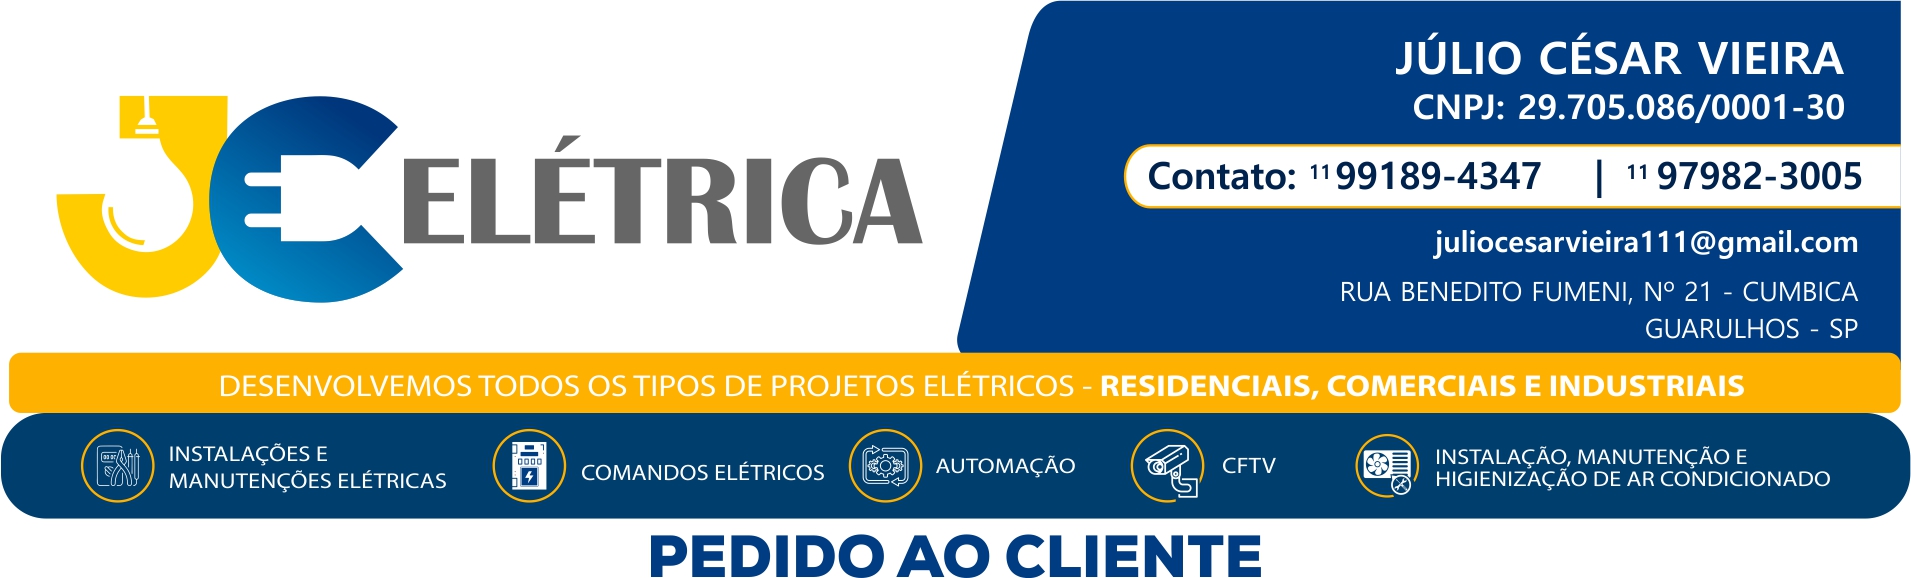 JC ELÉTRICA
JÚLIO CÉSAR VIEIRA
CNPJ: 29.705.086/0001-30
Contato: 11 99189-4347 | 11 97982-3005
juliocesarvieira111@gmail.com
RUA BENEDITO FUMENI, Nº 21 - CUMBICA
GUARULHOS - SP
DESENVOLVEMOS TODOS OS TIPOS DE PROJETOS ELÉTRICOS - RESIDENCIAIS, COMERCIAIS E INDUSTRIAIS
INSTALAÇÕES E
MANUTENÇÕES ELÉTRICAS
COMANDOS ELÉTRICOS
AUTOMAÇÃO
CFTV
INSTALAÇÃO, MANUTENÇÃO E
HIGIENIZAÇÃO DE AR CONDICIONADO
PEDIDO AO CLIENTE